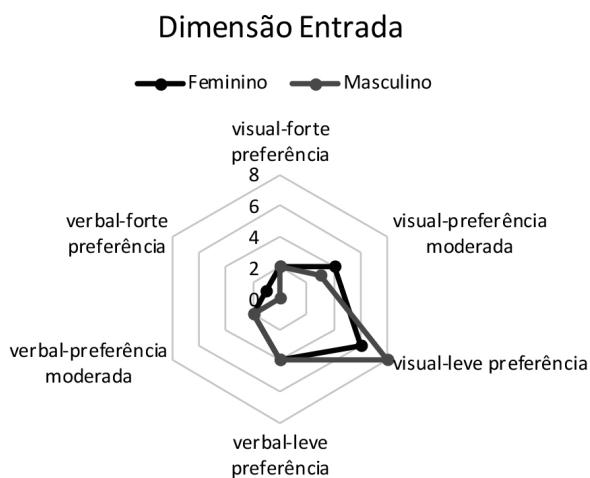 Dimensão Entrada
Feminino
Masculino
visual-forte
preferência
8
6
4
2
0
verbal-forte
preferência
visual-preferência
moderada
verbal-preferência
moderada
visual-leve preferência
verbal-leve
preferência